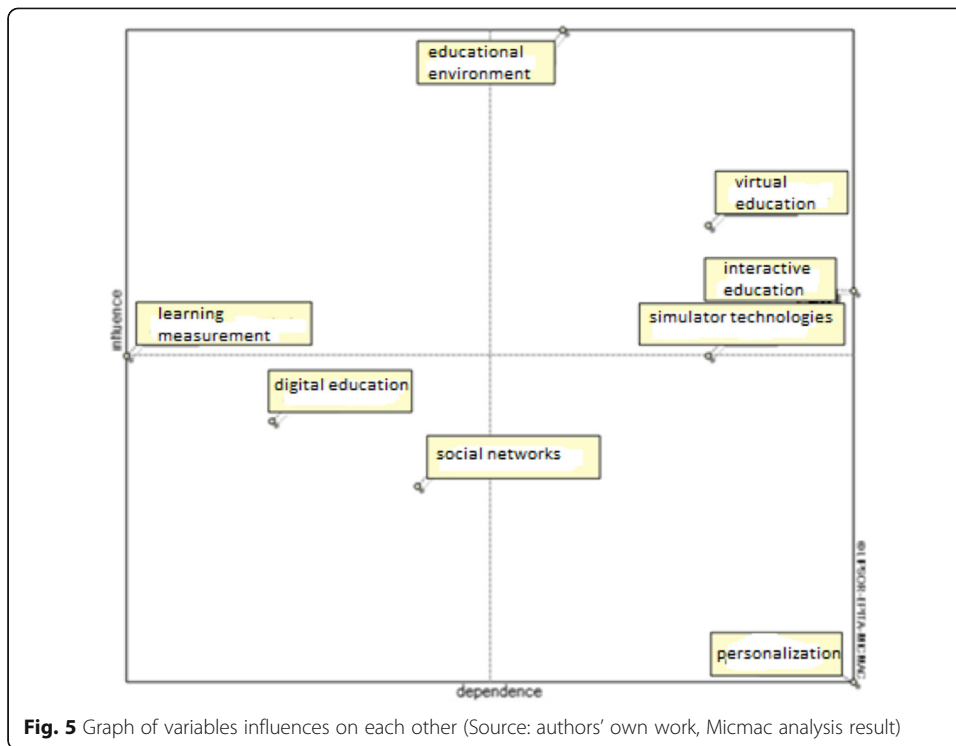 educational
environment
virtual
education
interactive
education
learning
measurement
simulator technologies
influence
digital education
social networks
personalization
dependence
Fig. 5 Graph of variables influences on each other (Source: authors' own work, Micmac analysis result)